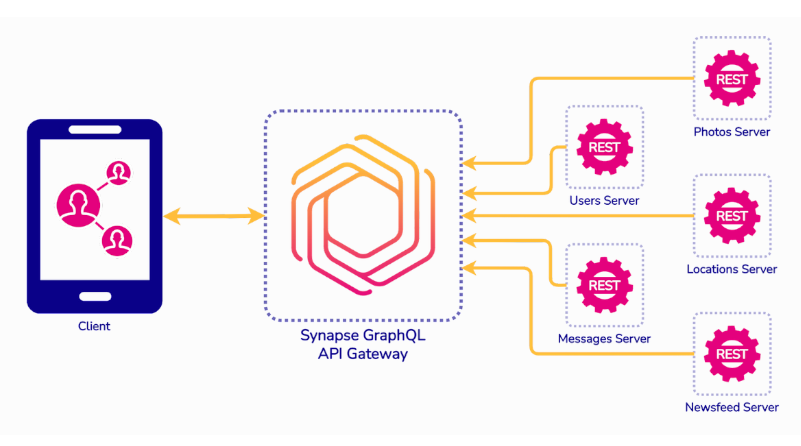 REST
Photos Server
REST
Users Server
REST
Locations Server
REST
Messages Server
REST
Newsfeed Server
Client
Synapse GraphQL
API Gateway